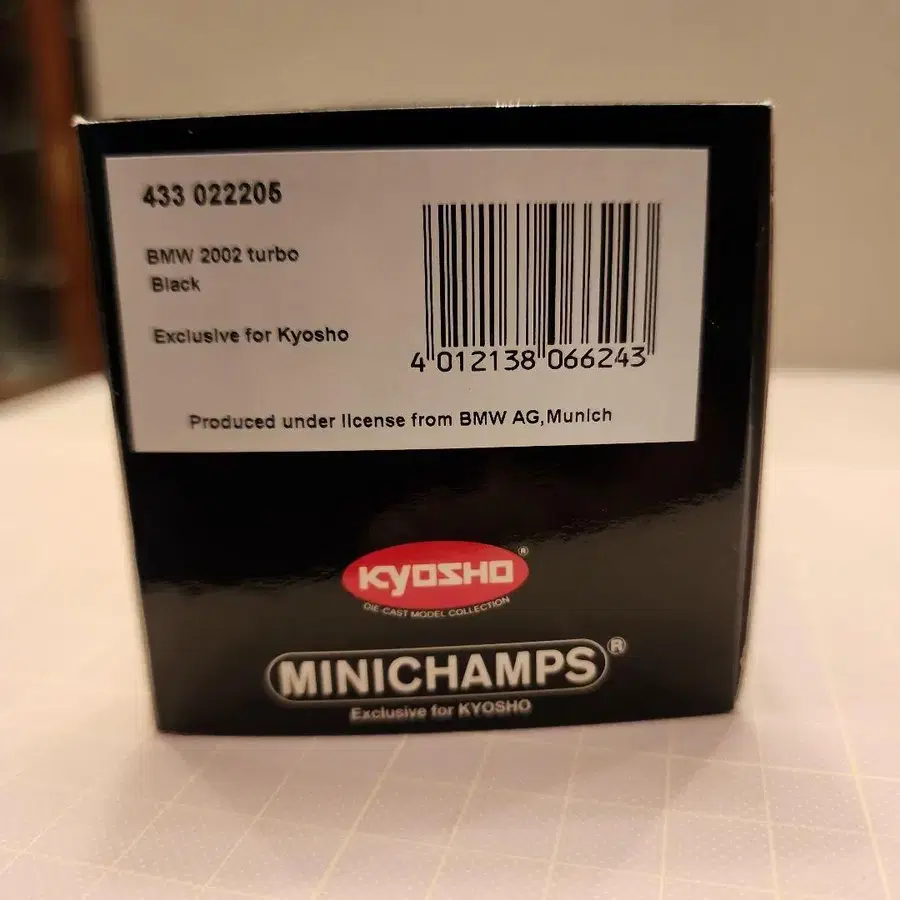 433 022205
BMW 2002 turbo
Black
Exclusive for Kyosho
4 012138 066243
Produced under license from BMW AG,Munich
KYOSHO ®
DIE-CAST MODEL COLLECTION
MINICHAMPS ®
Exclusive for KYOSHO